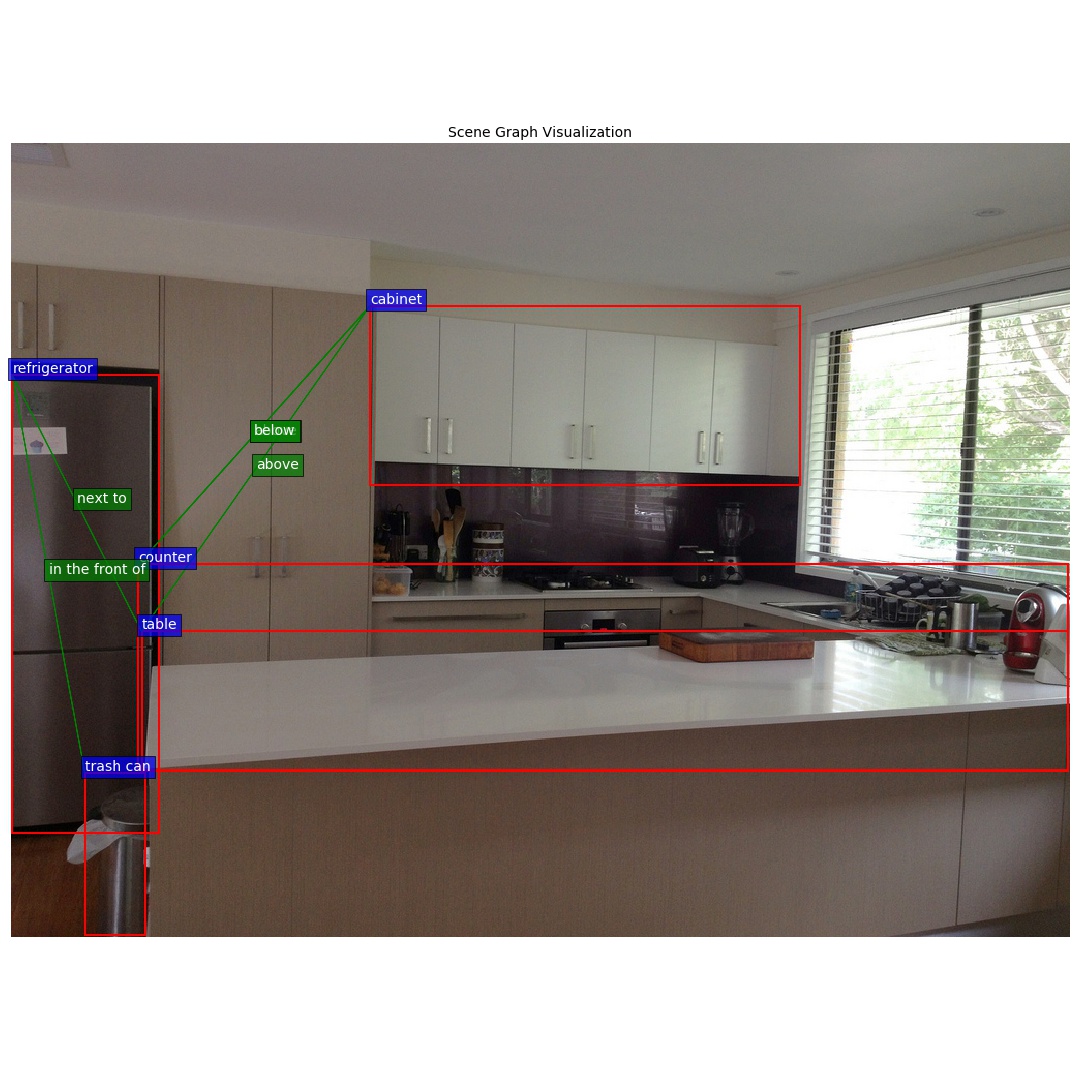 Scene Graph Visualization
cabinet
refrigerator
below
above
next to
counter
in the front of
table
trash can